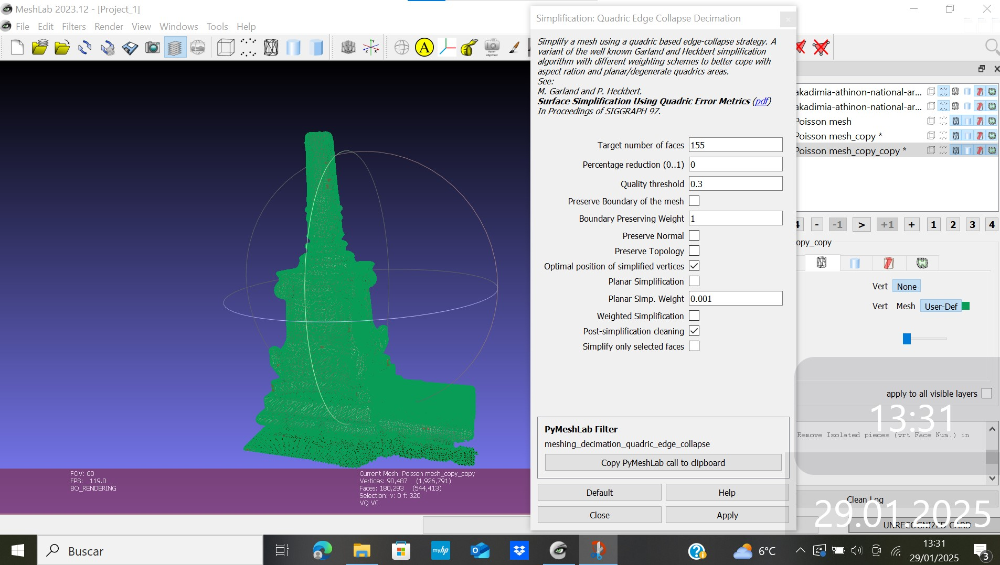 MeshLab 2023.12 - [Project_1]
File Edit Filters Render View Windows Tools Help
A
Raster
Alignment
Simplification: Quadric Edge Collapse Decimation
Simplify a mesh using a quadric based edge-collapse strategy. A
variant of the well known Garland and Heckbert simplification
algorithm with different weighting schemes to better cope with
aspect ration and planar/degenerate quadrics areas.
See:
M. Garland and P. Heckbert.
Surface Simplification Using Quadric Error Metrics (pdf)
In Proceedings of SIGGRAPH 97.
Target number of faces 155
Percentage reduction (0..1) 0
Quality threshold 0.3
Preserve Boundary of the mesh
Boundary Preserving Weight 1
Preserve Normal
Preserve Topology
Optimal position of simplified vertices
Planar Simplification
Planar Simp. Weight 0.001
Weighted Simplification
Post-simplification cleaning
Simplify only selected faces
PyMeshLab Filter
meshing_decimation_quadric_edge_collapse
Copy PyMeshLab call to clipboard
Default Help
Close Apply
akadimia-athinon-national-ar...
akadimia-athinon-national-ar...
Poisson mesh
Poisson mesh_copy *
Poisson mesh_copy_copy *
4 - -1 > +1 + 1 2 3 4
opy_copy
Vert None
Vert Mesh User-Def
apply to all visible layers
13:31
Remove Isolated pieces (wrt Face Num.) in
Clean Log
29.01.2025
UNRECOGNIZED CARD
FOV: 60
FPS: 119.0
BO_RENDERING
Current Mesh: Poisson mesh_copy_copy
Vertices: 90,487 (1,926,791)
Faces: 180,293 (544,413)
Selection: v: 0 f: 320
VQ VC
Buscar
myhp
6°C
13:31
29/01/2025
3